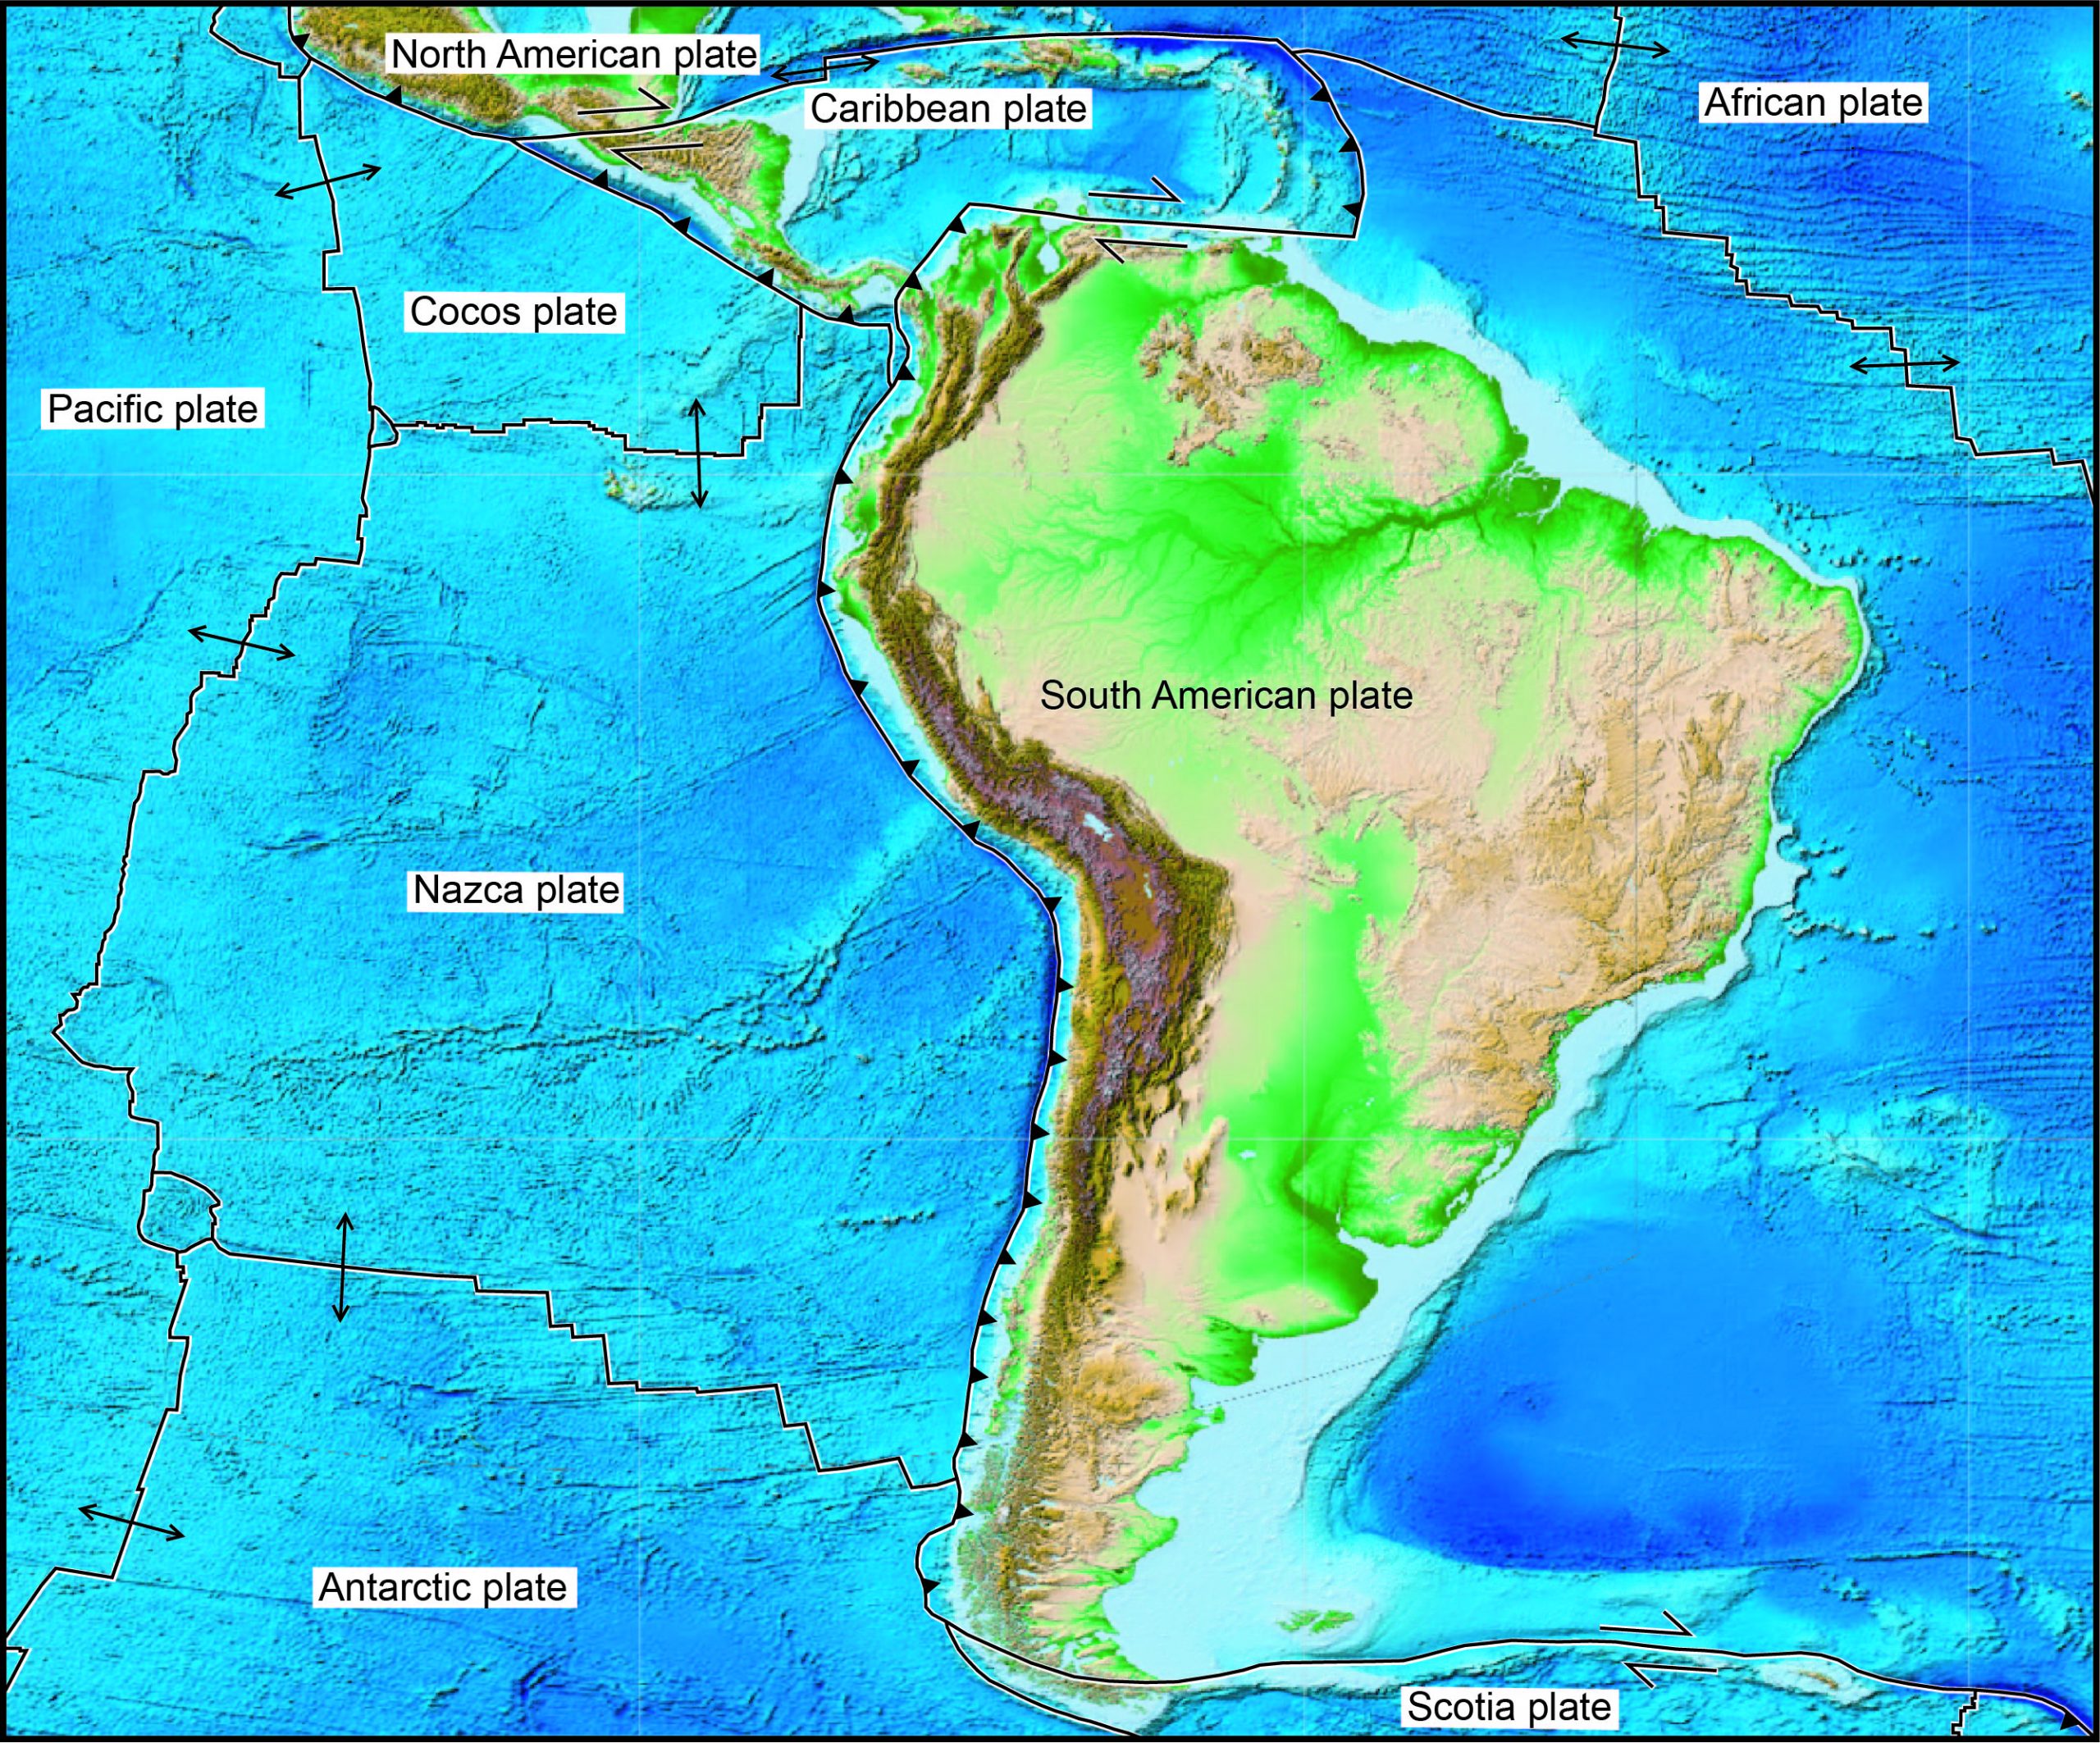 North American plate
Caribbean plate
African plate
Cocos plate
Pacific plate
South American plate
Nazca plate
Antarctic plate
Scotia plate